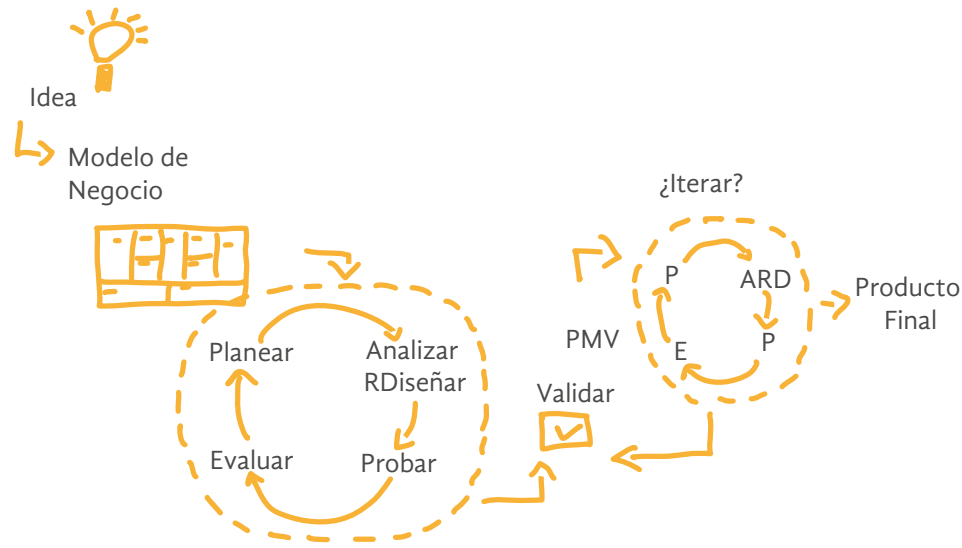 Idea
Modelo de
Negocio
Planear
Analizar
RDiseñar
Probar
Evaluar
Validar
PMV
¿Iterar?
P
ARD
P
E
Producto
Final